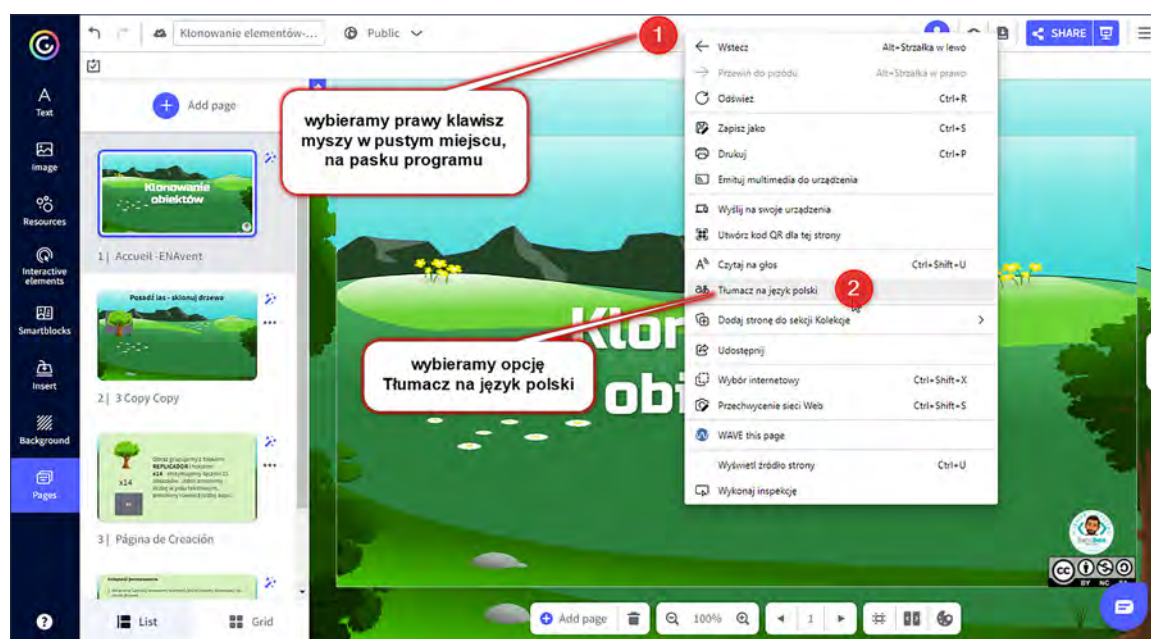 Klonowanie elementów-...
Public
SHARE
Add page
Text
Image
Resources
Interactive
elements
Smartblocks
Insert
Background
Pages
Klonowanie
obiektów
1 | Accueil -ENAvent
Posadź las - sklonuj drzewa
2 | 3 Copy Copy
REPLICADOR
x14
3 | Página de Creación
List
Grid
1
wybieramy prawy klawisz
myszy w pustym miejscu,
na pasku programu
Wstecz Alt+Strzałka w lewo
Przewiń do przodu Alt+Strzałka w prawo
Odśwież Ctrl+R
Zapisz jako Ctrl+S
Drukuj Ctrl+P
Emituj multimedia do urządzenia
Wyślij na swoje urządzenia
Utwórz kod QR dla tej strony
Czytaj na głos Ctrl+Shift+U
Tłumacz na język polski
2
Dodaj stronę do sekcji Kolekcje
Udostępnij
Wybór internetowy Ctrl+Shift+X
Przechwycenie sieci Web Ctrl+Shift+S
WAVE this page
Wyświetl źródło strony Ctrl+U
Wykonaj inspekcję
wybieramy opcję
Tłumacz na język polski
Klon
obi
cc
BY NC
Add page
100%
1